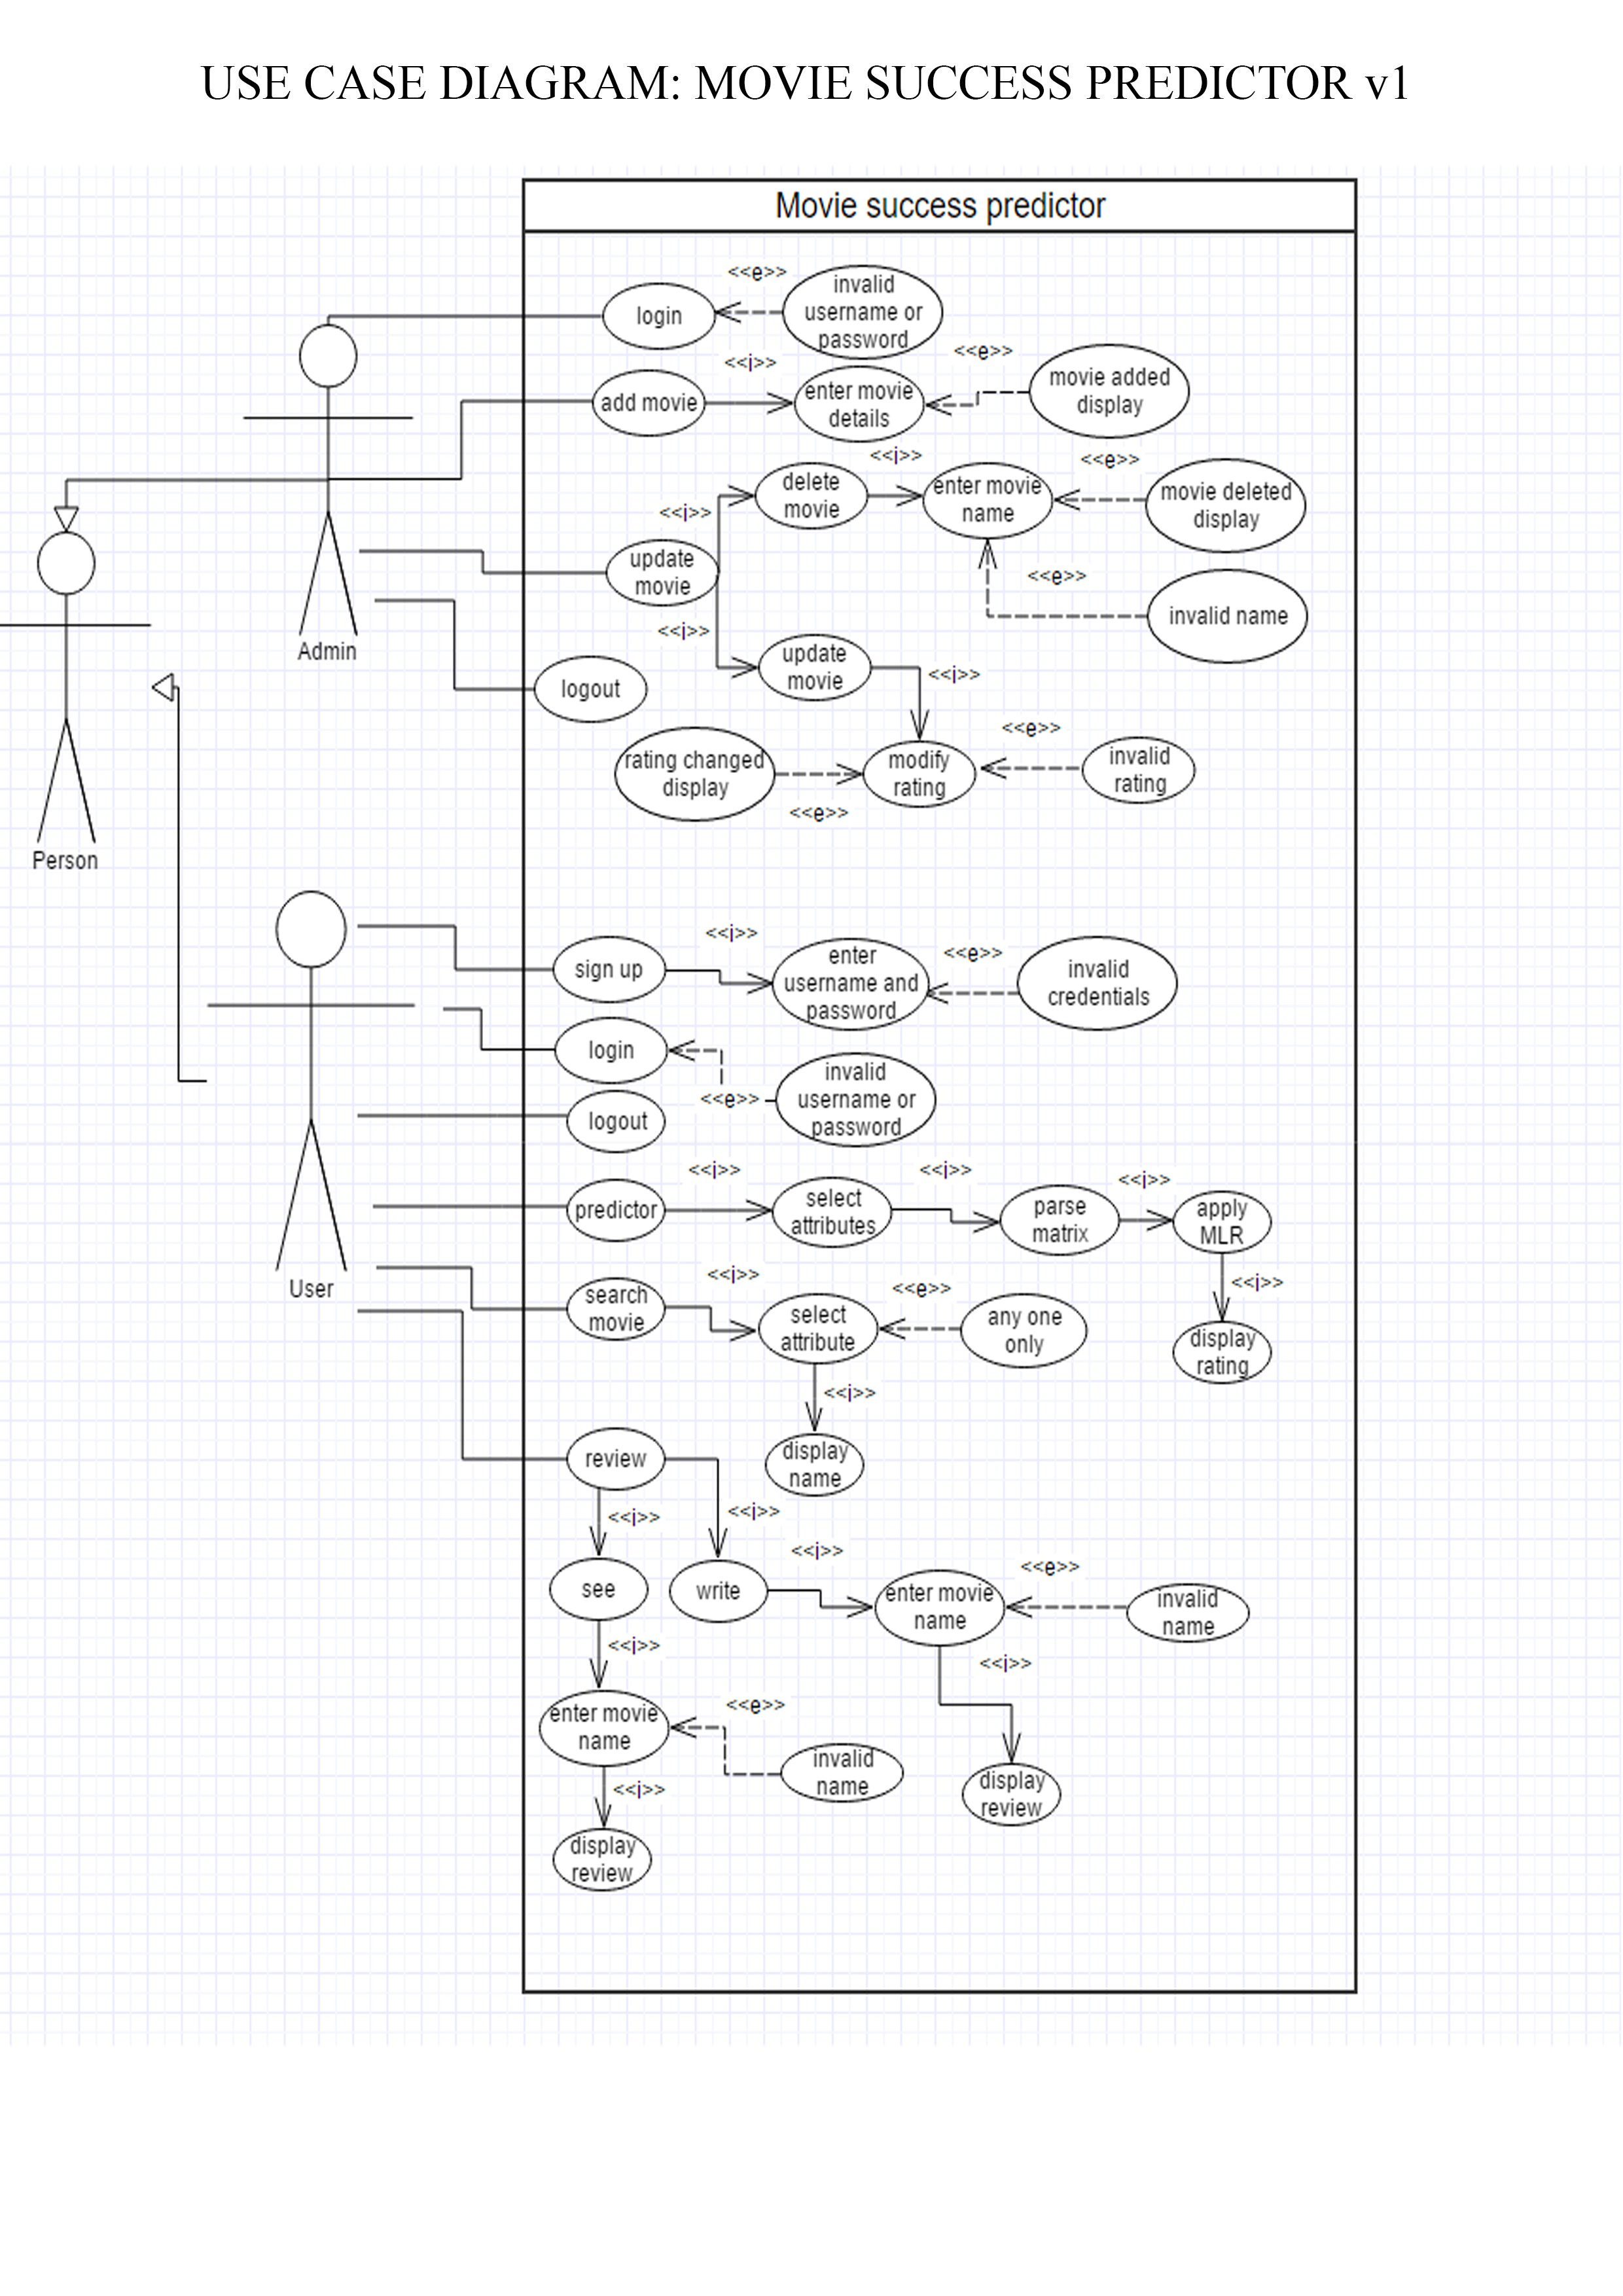 USE CASE DIAGRAM: MOVIE SUCCESS PREDICTOR v1
Movie success predictor
login
<<e>>
invalid
username or
password
add movie
<<i>>
enter movie
details
<<e>>
movie added
display
update
movie
<<i>>
delete
movie
<<i>>
enter movie
name
<<e>>
movie deleted
display
<<e>>
invalid name
<<i>>
update
movie
<<i>>
modify
rating
<<e>>
invalid
rating
rating changed
display
<<e>>
logout
Admin
Person
sign up
<<i>>
enter
username and
password
<<e>>
invalid
credentials
login
<<e>>
invalid
username or
password
logout
predictor
<<i>>
select
attributes
<<i>>
parse
matrix
<<i>>
apply
MLR
<<i>>
display
rating
User
search
movie
<<i>>
select
attribute
<<e>>
any one
only
<<i>>
display
name
review
<<i>>
<<i>>
see
write
<<i>>
enter movie
name
<<e>>
invalid
name
<<i>>
display
review
<<i>>
enter movie
name
<<e>>
invalid
name
<<i>>
display
review